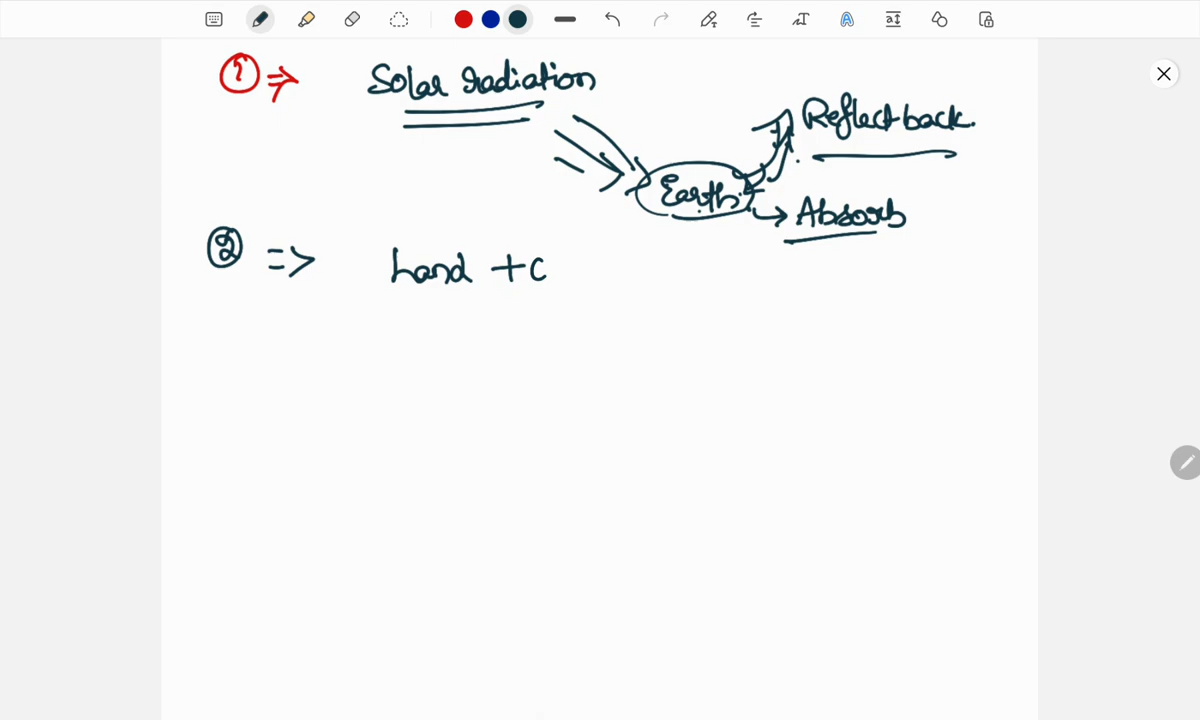 ① ⇒ Solar radiation
Reflect back.
Earth
Absorb
② => Land + c